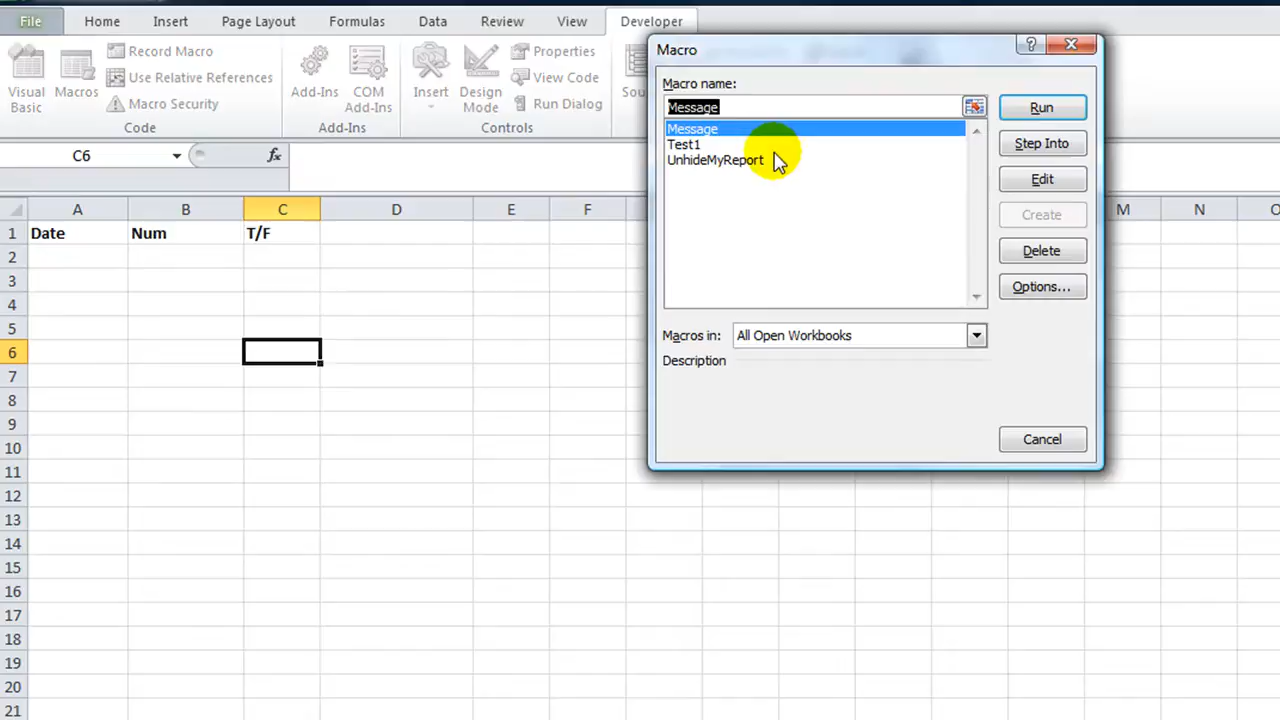 File Home Insert Page Layout Formulas Data Review View Developer
Macro
Record Macro
Use Relative References
Macro Security
Visual Basic
Macros
Code
Add-Ins
COM Add-Ins
Add-Ins
Insert
Design Mode
Properties
View Code
Run Dialog
Controls
Macro name:
Message
Message
Test1
UnhideMyReport
Run
Step Into
Edit
Create
Delete
Options...
Macros in: All Open Workbooks
Description
Cancel
C6 fx
A B C D E F M N
1 Date Num T/F
2
3
4
5
6
7
8
9
10
11
12
13
14
15
16
17
18
19
20
21